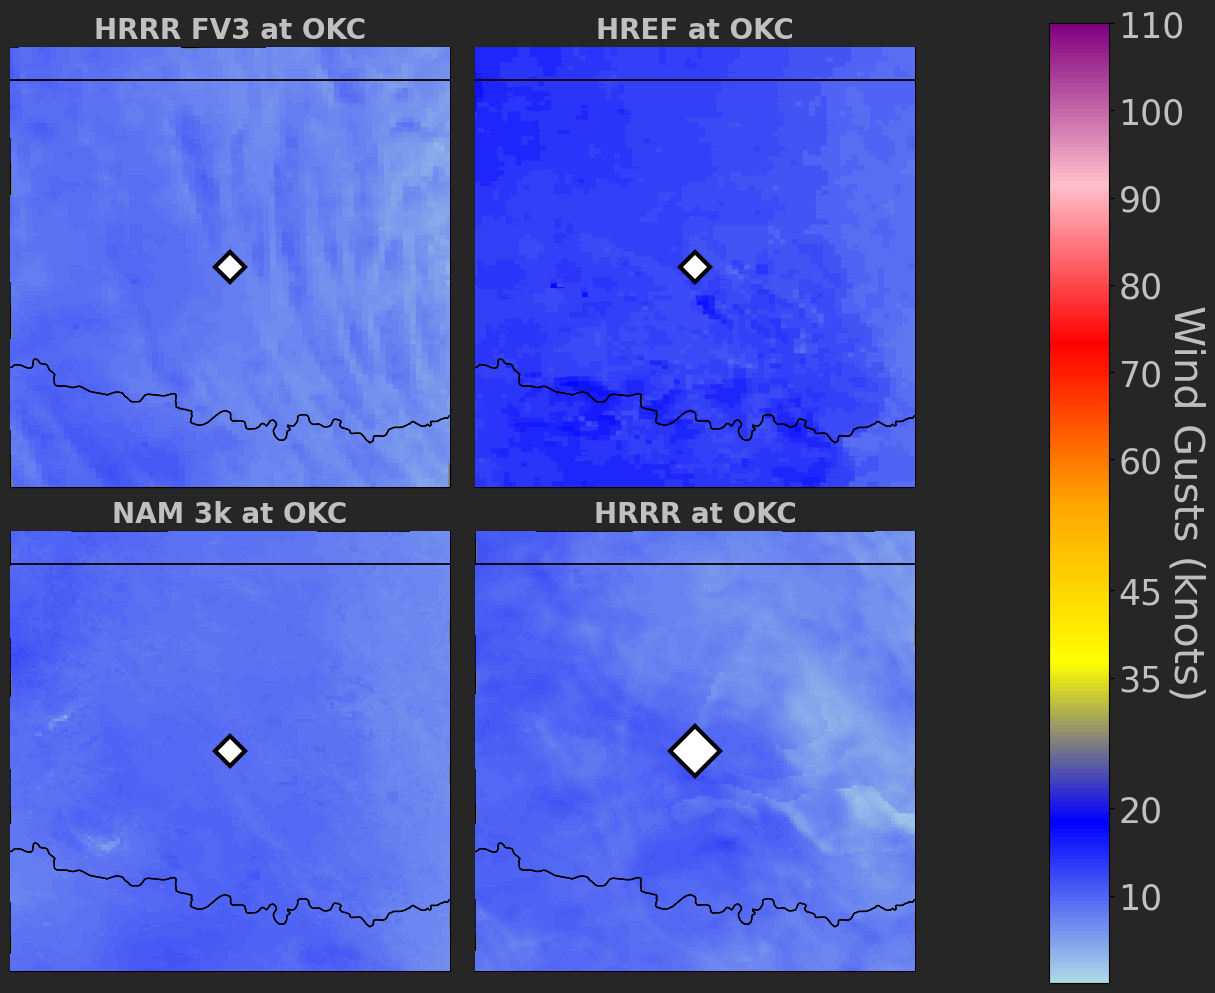 HRRR FV3 at OKC
HREF at OKC
NAM 3k at OKC
HRRR at OKC
110
100
90
80
70
60
45
35
20
10
Wind Gusts (knots)